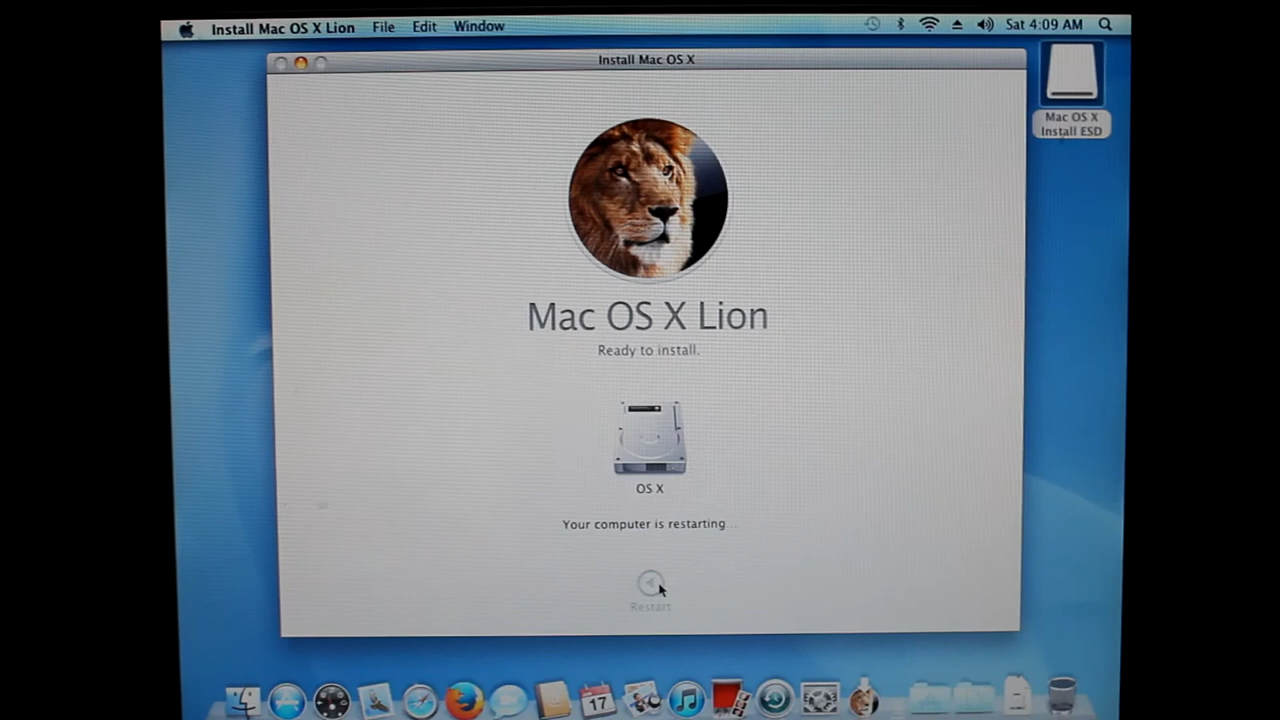 Install Mac OS X Lion File Edit Window Sat 4:09 AM
Install Mac OS X
Mac OS X
Install ESD
Mac OS X Lion
Ready to install.
OS X
Your computer is restarting...
Restart
17